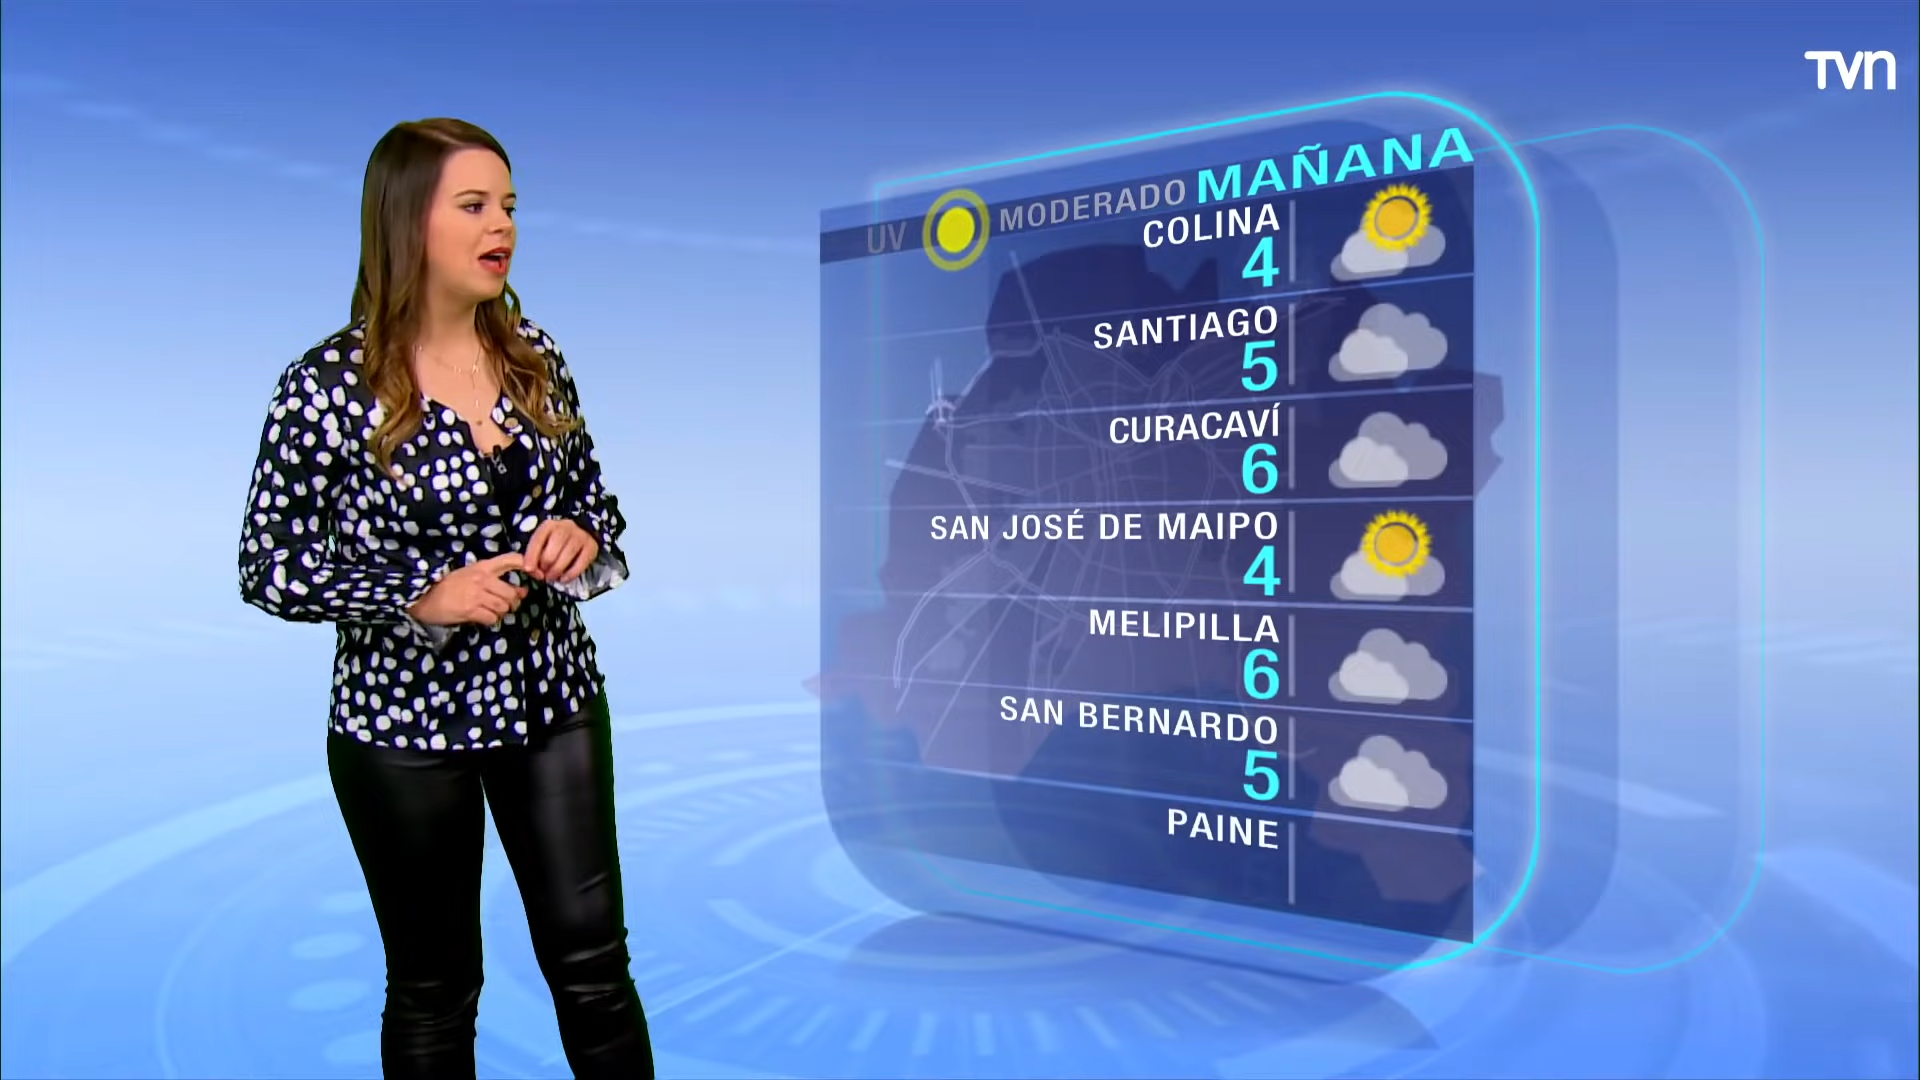 TVN
MAÑANA
UV MODERADO
COLINA
4
SANTIAGO
5
CURACAVÍ
6
SAN JOSÉ DE MAIPO
4
MELIPILLA
6
SAN BERNARDO
5
PAINE